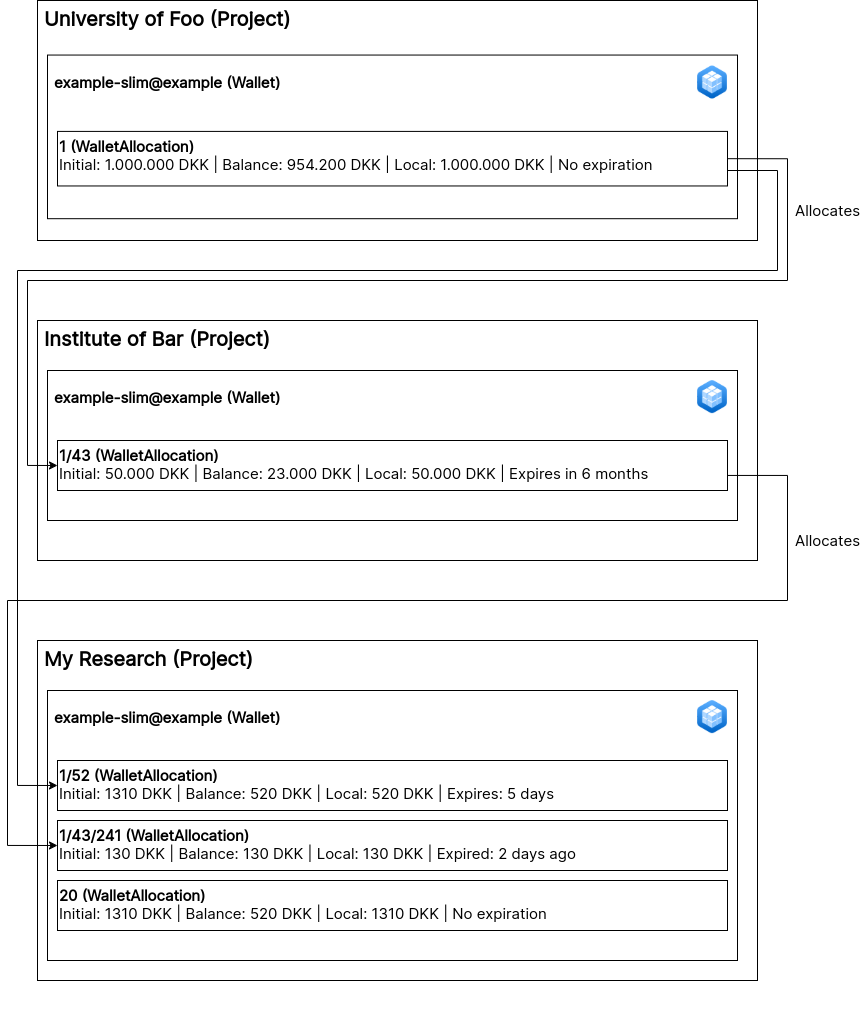 University of Foo (Project)
example-slim@example (Wallet)
1 (WalletAllocation)
Initial: 1.000.000 DKK | Balance: 954.200 DKK | Local: 1.000.000 DKK | No expiration
Allocates
Institute of Bar (Project)
example-slim@example (Wallet)
1/43 (WalletAllocation)
Initial: 50.000 DKK | Balance: 23.000 DKK | Local: 50.000 DKK | Expires in 6 months
Allocates
My Research (Project)
example-slim@example (Wallet)
1/52 (WalletAllocation)
Initial: 1310 DKK | Balance: 520 DKK | Local: 520 DKK | Expires: 5 days
1/43/241 (WalletAllocation)
Initial: 130 DKK | Balance: 130 DKK | Local: 130 DKK | Expired: 2 days ago
20 (WalletAllocation)
Initial: 1310 DKK | Balance: 520 DKK | Local: 1310 DKK | No expiration